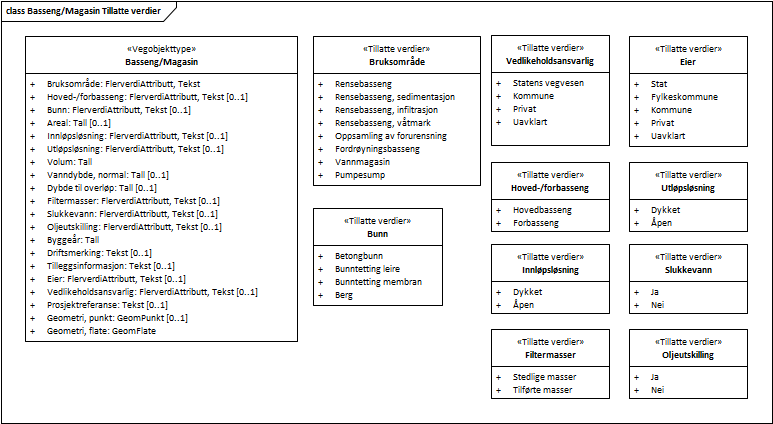 class Basseng/Magasin Tillatte verdier
«Vegobjekttype»
Basseng/Magasin
+ Bruksområde: FlerverdiAttributt, Tekst
+ Hoved-/forbasseng: FlerverdiAttributt, Tekst [0..1]
+ Bunn: FlerverdiAttributt, Tekst [0..1]
+ Areal: Tall [0..1]
+ Innløpsløsning: FlerverdiAttributt, Tekst [0..1]
+ Utløpsløsning: FlerverdiAttributt, Tekst [0..1]
+ Volum: Tall
+ Vanndybde, normal: Tall [0..1]
+ Dybde til overløp: Tall [0..1]
+ Filtermasser: FlerverdiAttributt, Tekst [0..1]
+ Slukkevann: FlerverdiAttributt, Tekst [0..1]
+ Oljeutskilling: FlerverdiAttributt, Tekst [0..1]
+ Byggeår: Tall
+ Driftsmerking: Tekst [0..1]
+ Tilleggsinformasjon: Tekst [0..1]
+ Eier: FlerverdiAttributt, Tekst [0..1]
+ Vedlikeholdsansvarlig: FlerverdiAttributt, Tekst [0..1]
+ Prosjektreferanse: Tekst [0..1]
+ Geometri, punkt: GeomPunkt [0..1]
+ Geometri, flate: GeomFlate
«Tillatte verdier»
Bruksområde
+ Rensebasseng
+ Rensebasseng, sedimentasjon
+ Rensebasseng, infiltrasjon
+ Rensebasseng, våtmark
+ Oppsamling av forurensning
+ Fordrøyningsbasseng
+ Vannmagasin
+ Pumpesump
«Tillatte verdier»
Bunn
+ Betongbunn
+ Bunntetting leire
+ Bunntetting membran
+ Berg
«Tillatte verdier»
Vedlikeholdsansvarlig
+ Statens vegvesen
+ Kommune
+ Privat
+ Uavklart
«Tillatte verdier»
Eier
+ Stat
+ Fylkeskommune
+ Kommune
+ Privat
+ Uavklart
«Tillatte verdier»
Hoved-/forbasseng
+ Hovedbasseng
+ Forbasseng
«Tillatte verdier»
Utløpsløsning
+ Dykket
+ Åpen
«Tillatte verdier»
Innløpsløsning
+ Dykket
+ Åpen
«Tillatte verdier»
Slukkevann
+ Ja
+ Nei
«Tillatte verdier»
Filtermasser
+ Stedlige masser
+ Tilførte masser
«Tillatte verdier»
Oljeutskilling
+ Ja
+ Nei